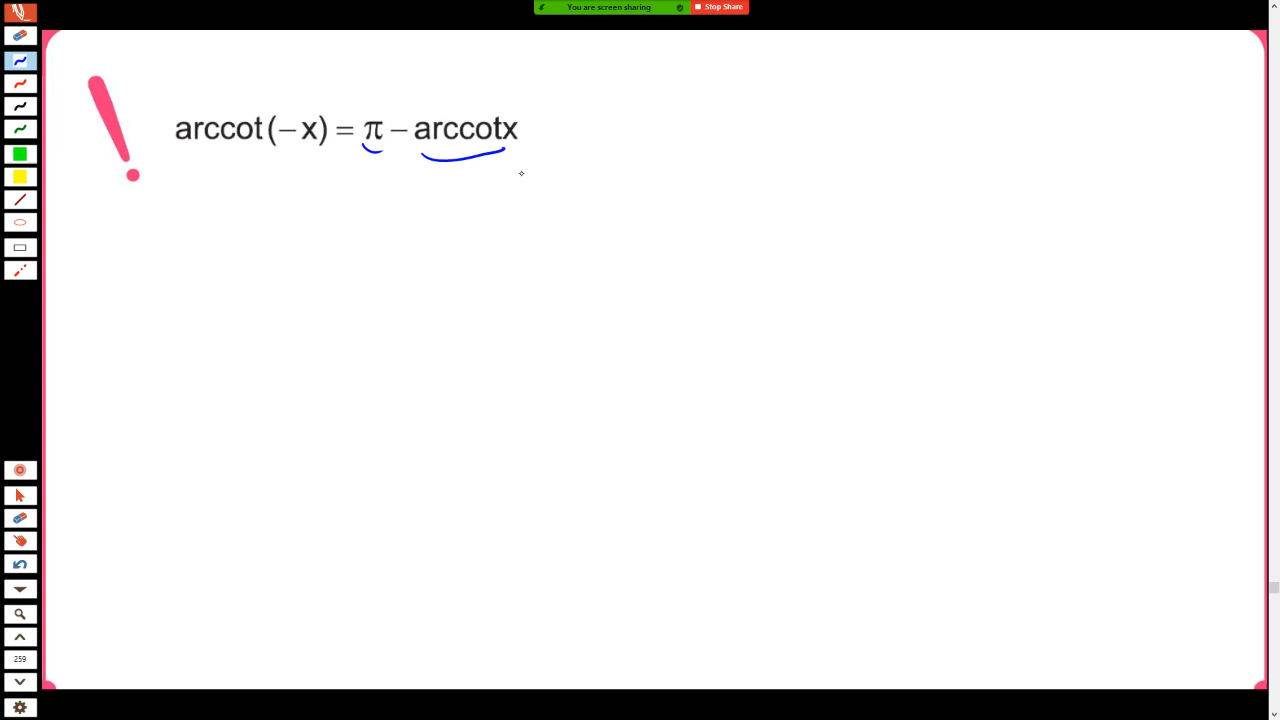 You are screen sharing
Stop Share
arccot(−x) = π − arccotx
259